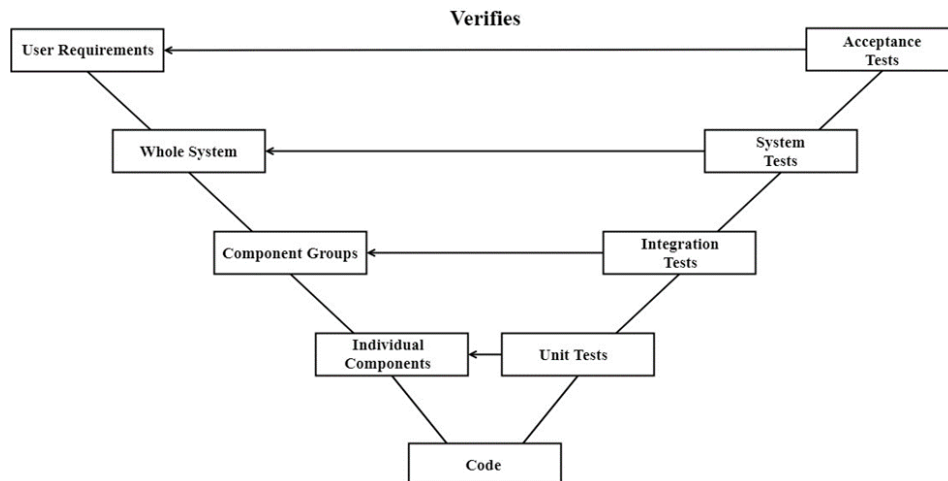 Verifies
User Requirements
Acceptance
Tests
Whole System
System
Tests
Component Groups
Integration
Tests
Individual
Components
Unit Tests
Code